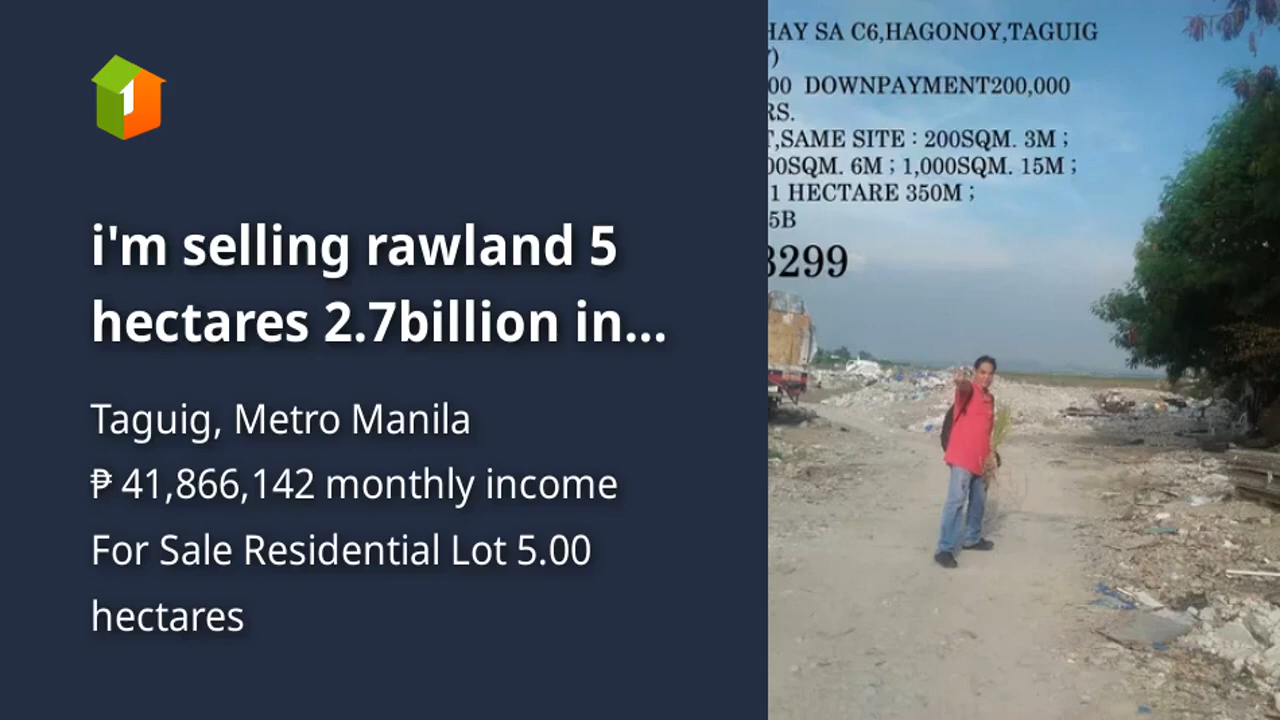 i'm selling rawland 5
hectares 2.7billion in...
Taguig, Metro Manila
₱ 41,866,142 monthly income
For Sale Residential Lot 5.00
hectares
HAY SA C6,HAGONOY,TAGUIG
)
00 DOWNPAYMENT200,000
RS.
T,SAME SITE : 200SQM. 3M ;
00SQM. 6M ; 1,000SQM. 15M ;
1 HECTARE 350M ;
5B
3299